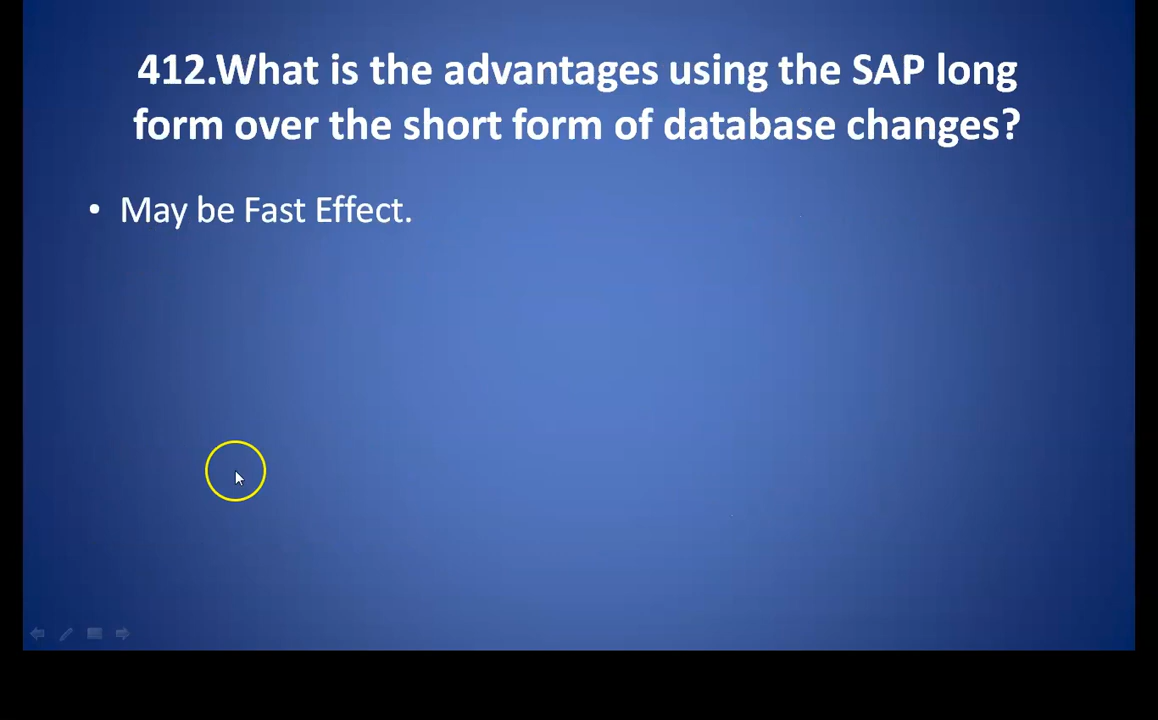 412.What is the advantages using the SAP long
form over the short form of database changes?
• May be Fast Effect.